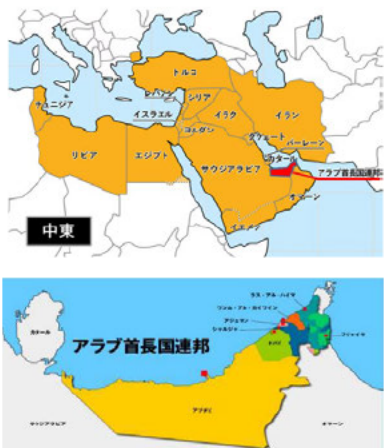 トルコ
チュニジア
レバノン
シリア
イスラエル
イラク
イラン
ヨルダン
クウェート
バーレーン
リビア
エジプト
サウジアラビア
カタール
アラブ首長国連邦
オマーン
イエメン
中東
ラス・アル・ハイマ
ウンム・アル・カイワイン
アジュマン
シャルジャ
フジャイラ
カタール
アラブ首長国連邦
ドバイ
アブダビ
サウジアラビア
オマーン